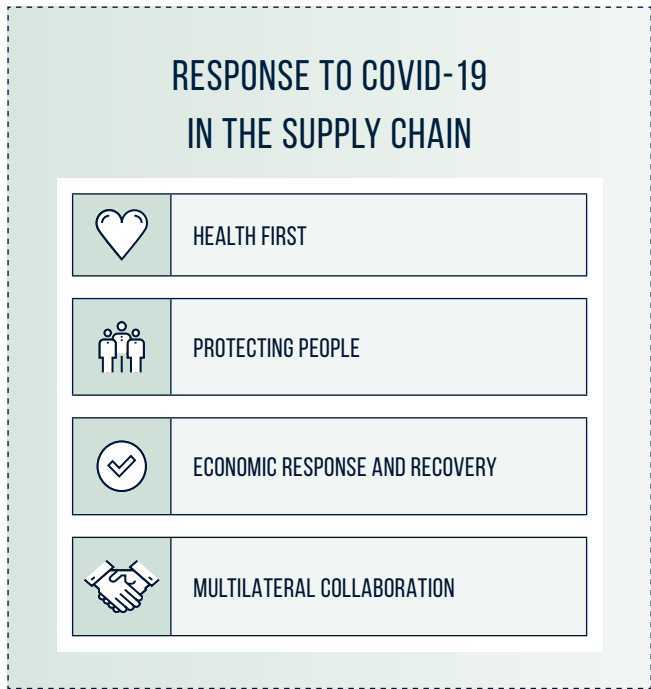 RESPONSE TO COVID-19
IN THE SUPPLY CHAIN
HEALTH FIRST
PROTECTING PEOPLE
ECONOMIC RESPONSE AND RECOVERY
MULTILATERAL COLLABORATION